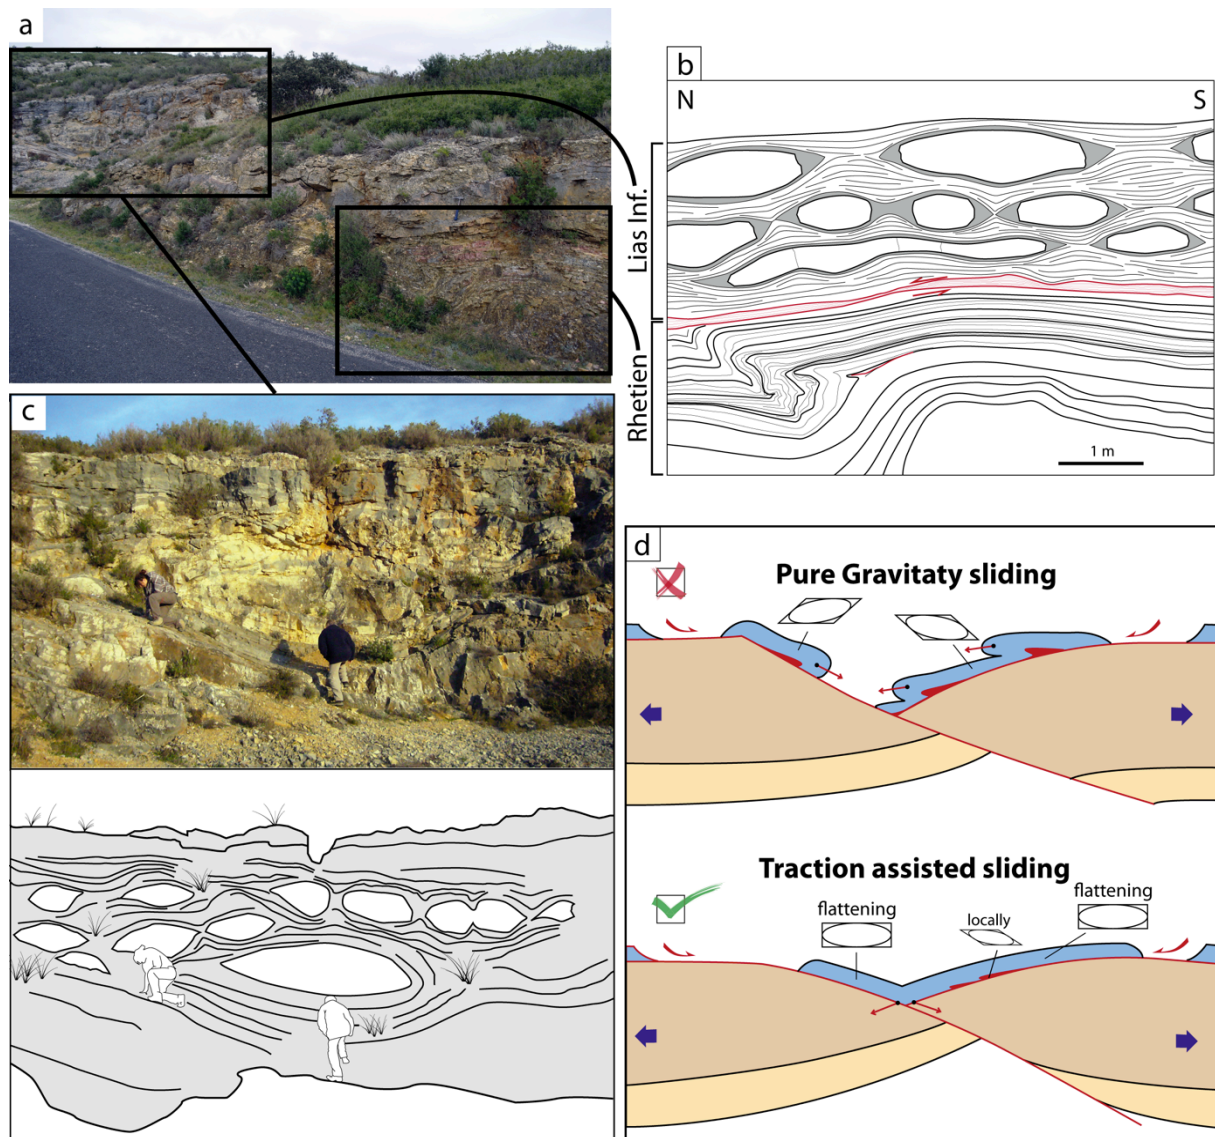 a
b
N
S
Lias Inf.
Rhetien
1 m
c
d
Pure Gravitaty sliding
Traction assisted sliding
flattening
locally
flattening